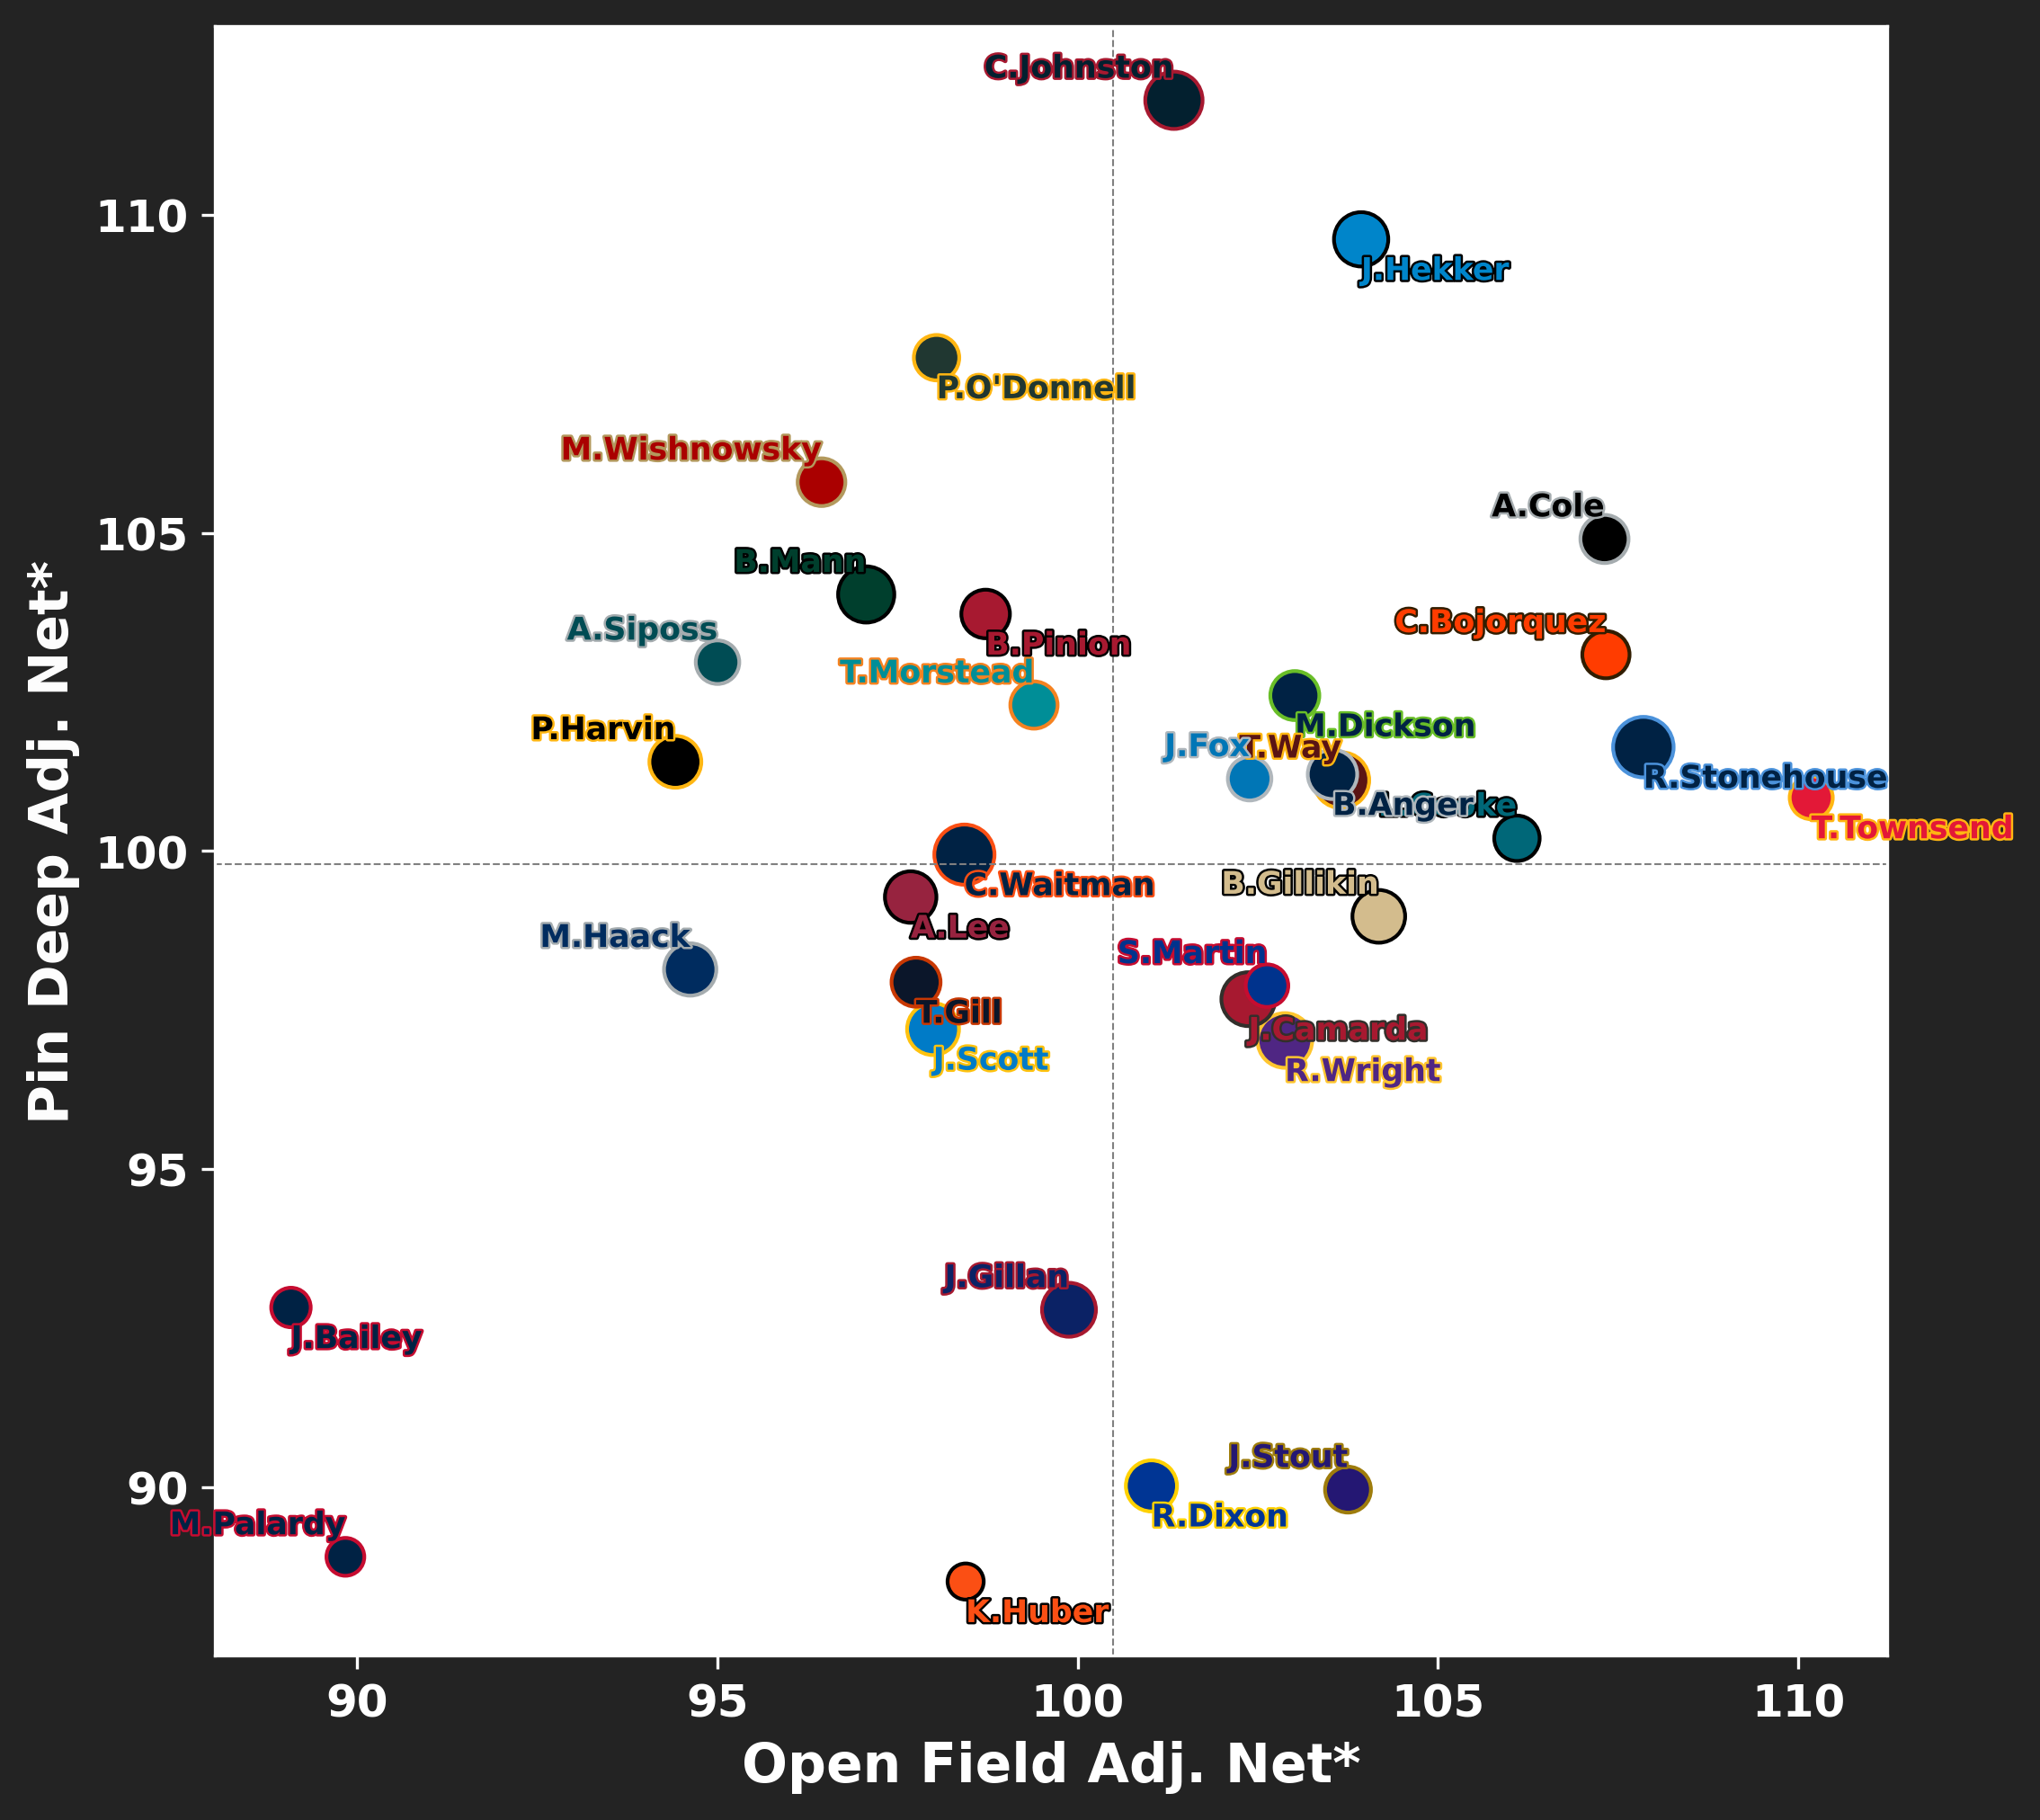 C.Johnston
110
J.Hekker
P.O'Donnell
M.Wishnowsky
A.Cole
105
B.Mann
C.Bojorquez
A.Siposs
B.Pinion
T.Morstead
M.Dickson
P.Harvin
J.Fox
T.Way
R.Stonehouse
B.Anger
T.Townsend
100
B.Gillikin
C.Waitman
A.Lee
M.Haack
S.Martin
T.Gill
J.Camarda
J.Scott
R.Wright
95
J.Gillan
J.Bailey
J.Stout
90
R.Dixon
M.Palardy
K.Huber
Pin Deep Adj. Net*
90 95 100 105 110
Open Field Adj. Net*